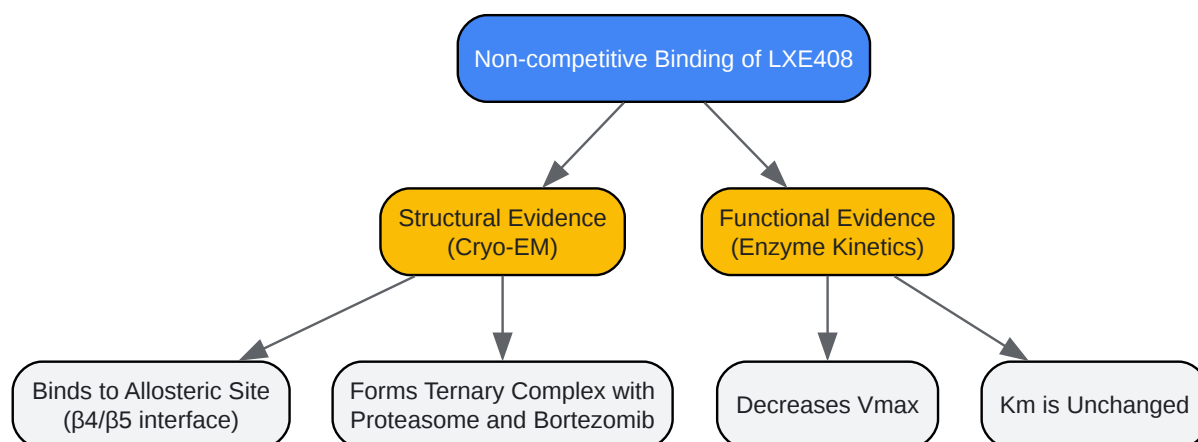 Non-competitive Binding of LXE408
Structural Evidence
(Cryo-EM)
Functional Evidence
(Enzyme Kinetics)
Binds to Allosteric Site
(β4/β5 interface)
Forms Ternary Complex with
Proteasome and Bortezomib
Decreases Vmax
Km is Unchanged